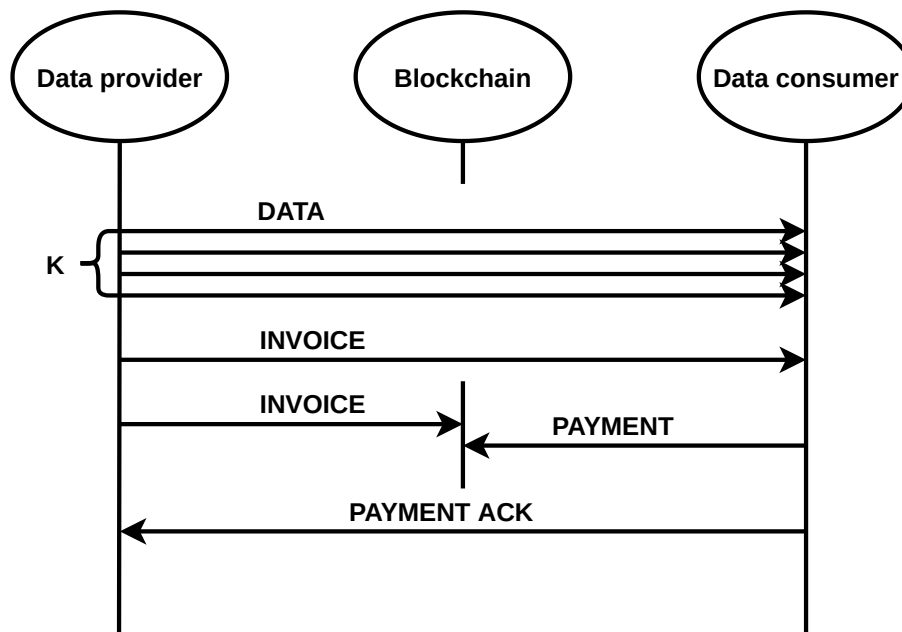 Data provider
Blockchain
Data consumer
DATA
K
INVOICE
INVOICE
PAYMENT
PAYMENT ACK